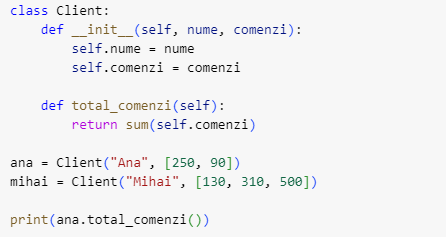 class Client:
    def __init__(self, nume, comenzi):
        self.nume = nume
        self.comenzi = comenzi

    def total_comenzi(self):
        return sum(self.comenzi)

ana = Client("Ana", [250, 90])
mihai = Client("Mihai", [130, 310, 500])

print(ana.total_comenzi())